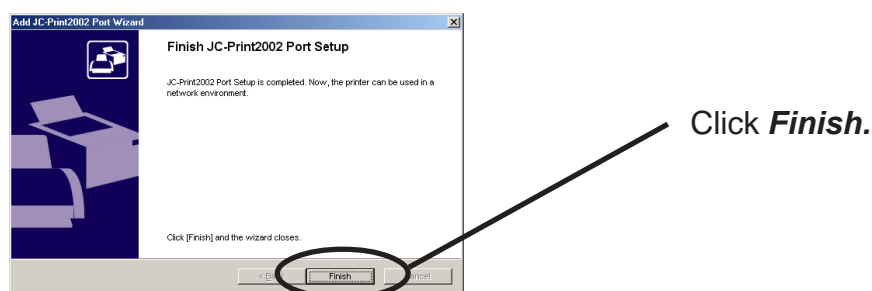 Add JC-Print2002 Port Wizard
Finish JC-Print2002 Port Setup
JC-Print2002 Port Setup is completed. Now, the printer can be used in a
network environment.
Click [Finish] and the wizard closes.
Finish
Click Finish.